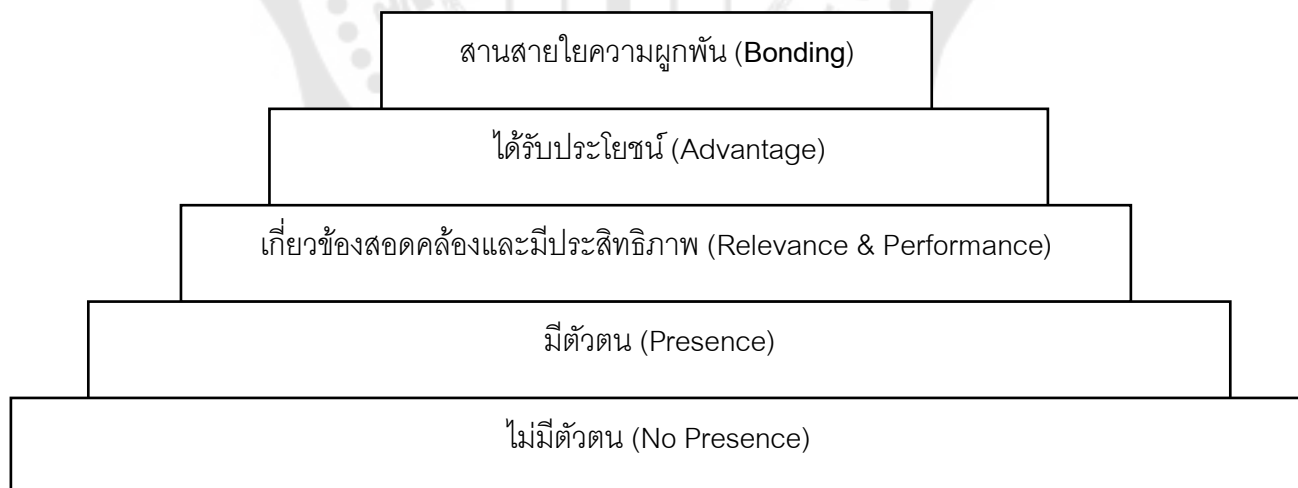 สานสายใยความผูกพัน (Bonding)
ได้รับประโยชน์ (Advantage)
เกี่ยวข้องสอดคล้องและมีประสิทธิภาพ (Relevance & Performance)
มีตัวตน (Presence)
ไม่มีตัวตน (No Presence)